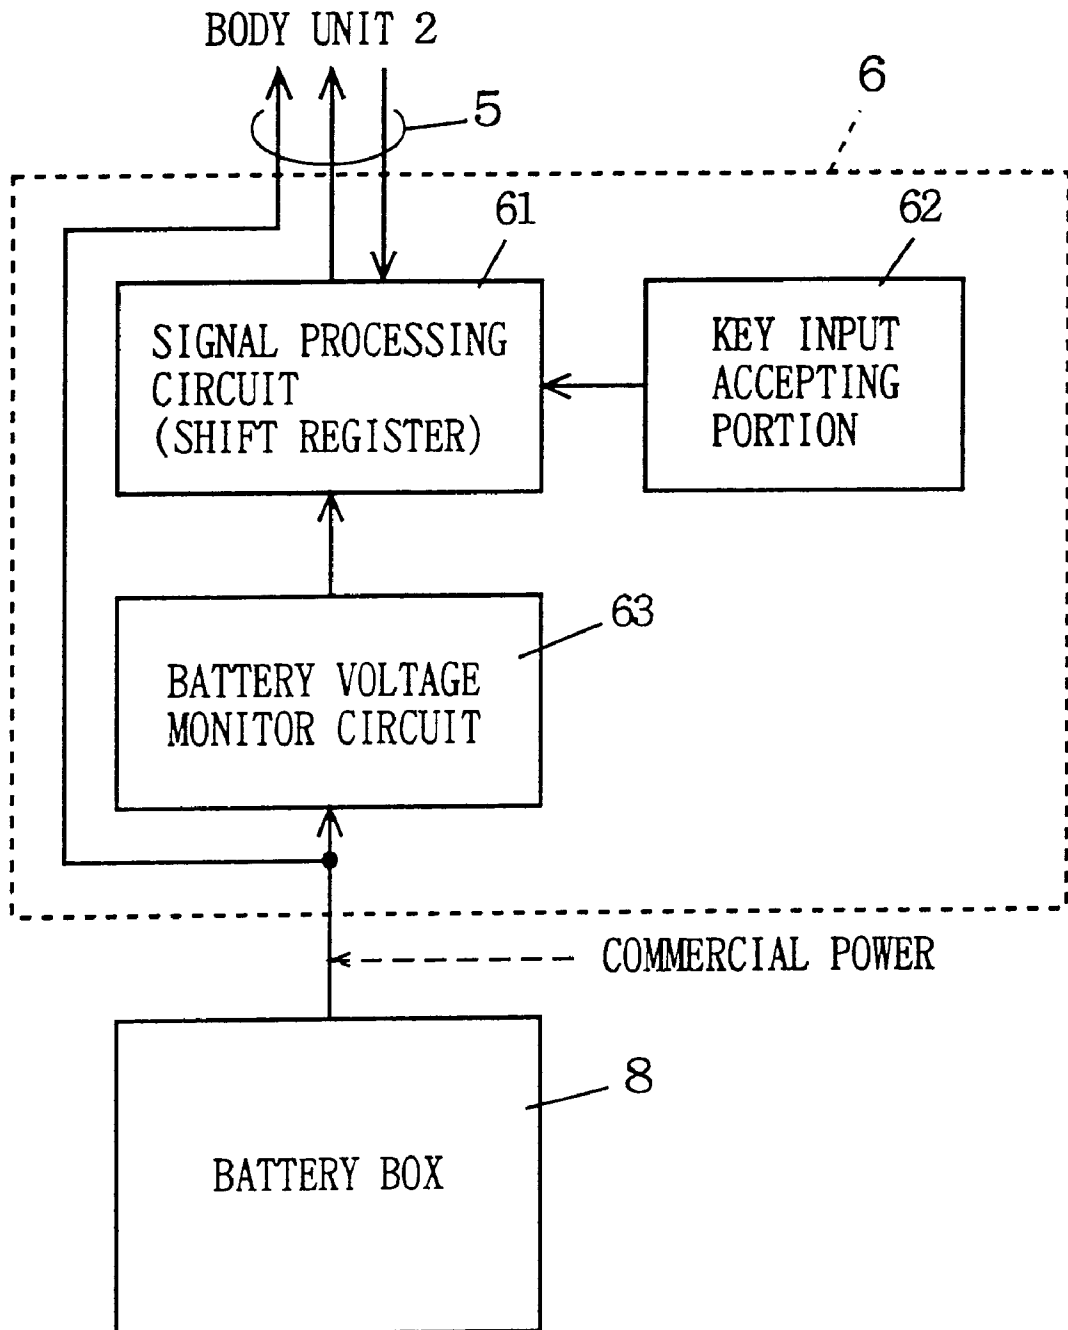 BODY UNIT 2
5
6
61
62
SIGNAL PROCESSING
CIRCUIT
(SHIFT REGISTER)
KEY INPUT
ACCEPTING
PORTION
63
BATTERY VOLTAGE
MONITOR CIRCUIT
COMMERCIAL POWER
8
BATTERY BOX